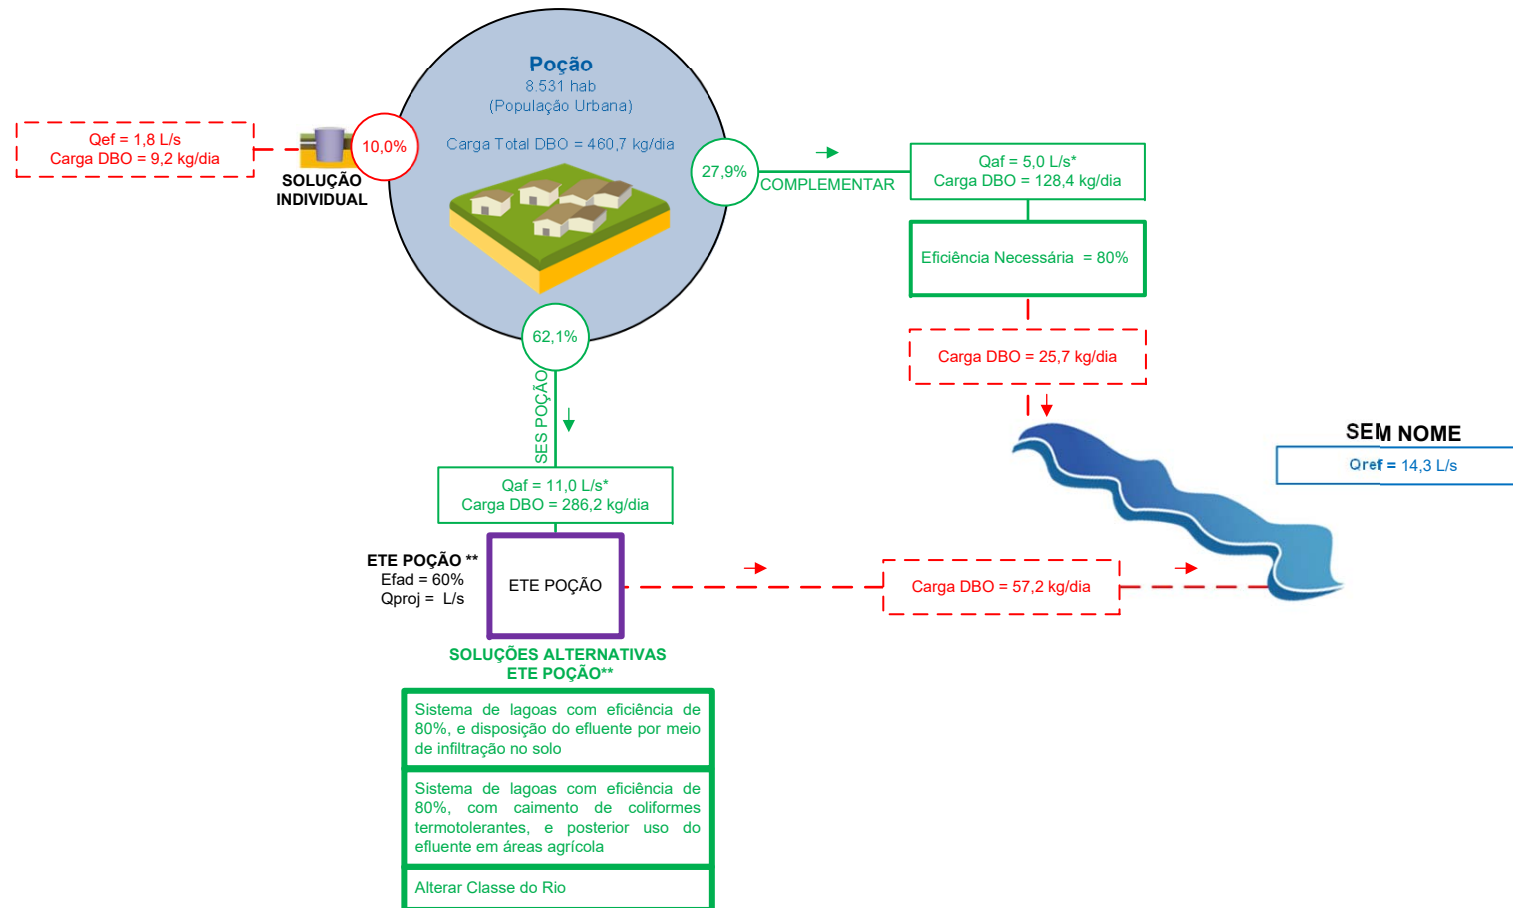 Poção
8.531 hab
(População Urbana)
Carga Total DBO = 460,7 kg/dia
Qef = 1,8 L/s
Carga DBO = 9,2 kg/dia
10,0%
SOLUÇÃO
INDIVIDUAL
27,9%
COMPLEMENTAR
Qaf = 5,0 L/s*
Carga DBO = 128,4 kg/dia
Eficiência Necessária = 80%
Carga DBO = 25,7 kg/dia
62,1%
SES POÇÃO
SEM NOME
Qref = 14,3 L/s
Qaf = 11,0 L/s*
Carga DBO = 286,2 kg/dia
ETE POÇÃO **
Efad = 60%
Qproj = L/s
ETE POÇÃO
Carga DBO = 57,2 kg/dia
SOLUÇÕES ALTERNATIVAS
ETE POÇÃO**
Sistema de lagoas com eficiência de
80%, e disposição do efluente por meio
de infiltração no solo
Sistema de lagoas com eficiência de
80%, com caimento de coliformes
termotolerantes, e posterior uso do
efluente em áreas agrícola
Alterar Classe do Rio